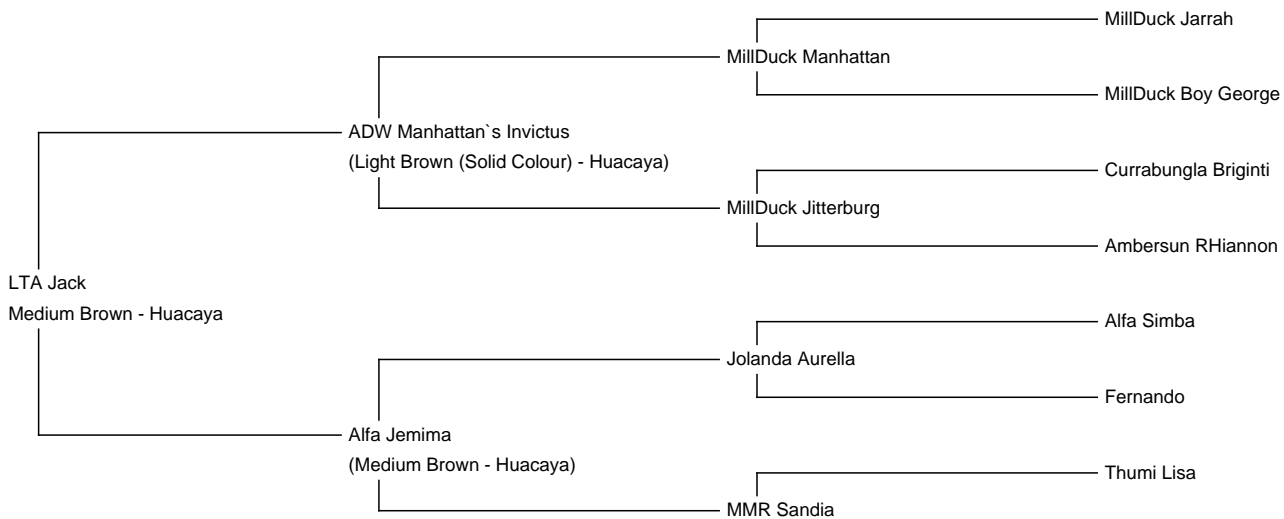 MillDuck Jarrah
MillDuck Manhattan
MillDuck Boy George
ADW Manhattan`s Invictus
(Light Brown (Solid Colour) - Huacaya)
Currabungla Briginti
MillDuck Jitterburg
Ambersun RHiannon
LTA Jack
Medium Brown - Huacaya
Alfa Simba
Jolanda Aurella
Fernando
Alfa Jemima
(Medium Brown - Huacaya)
Thumi Lisa
MMR Sandia